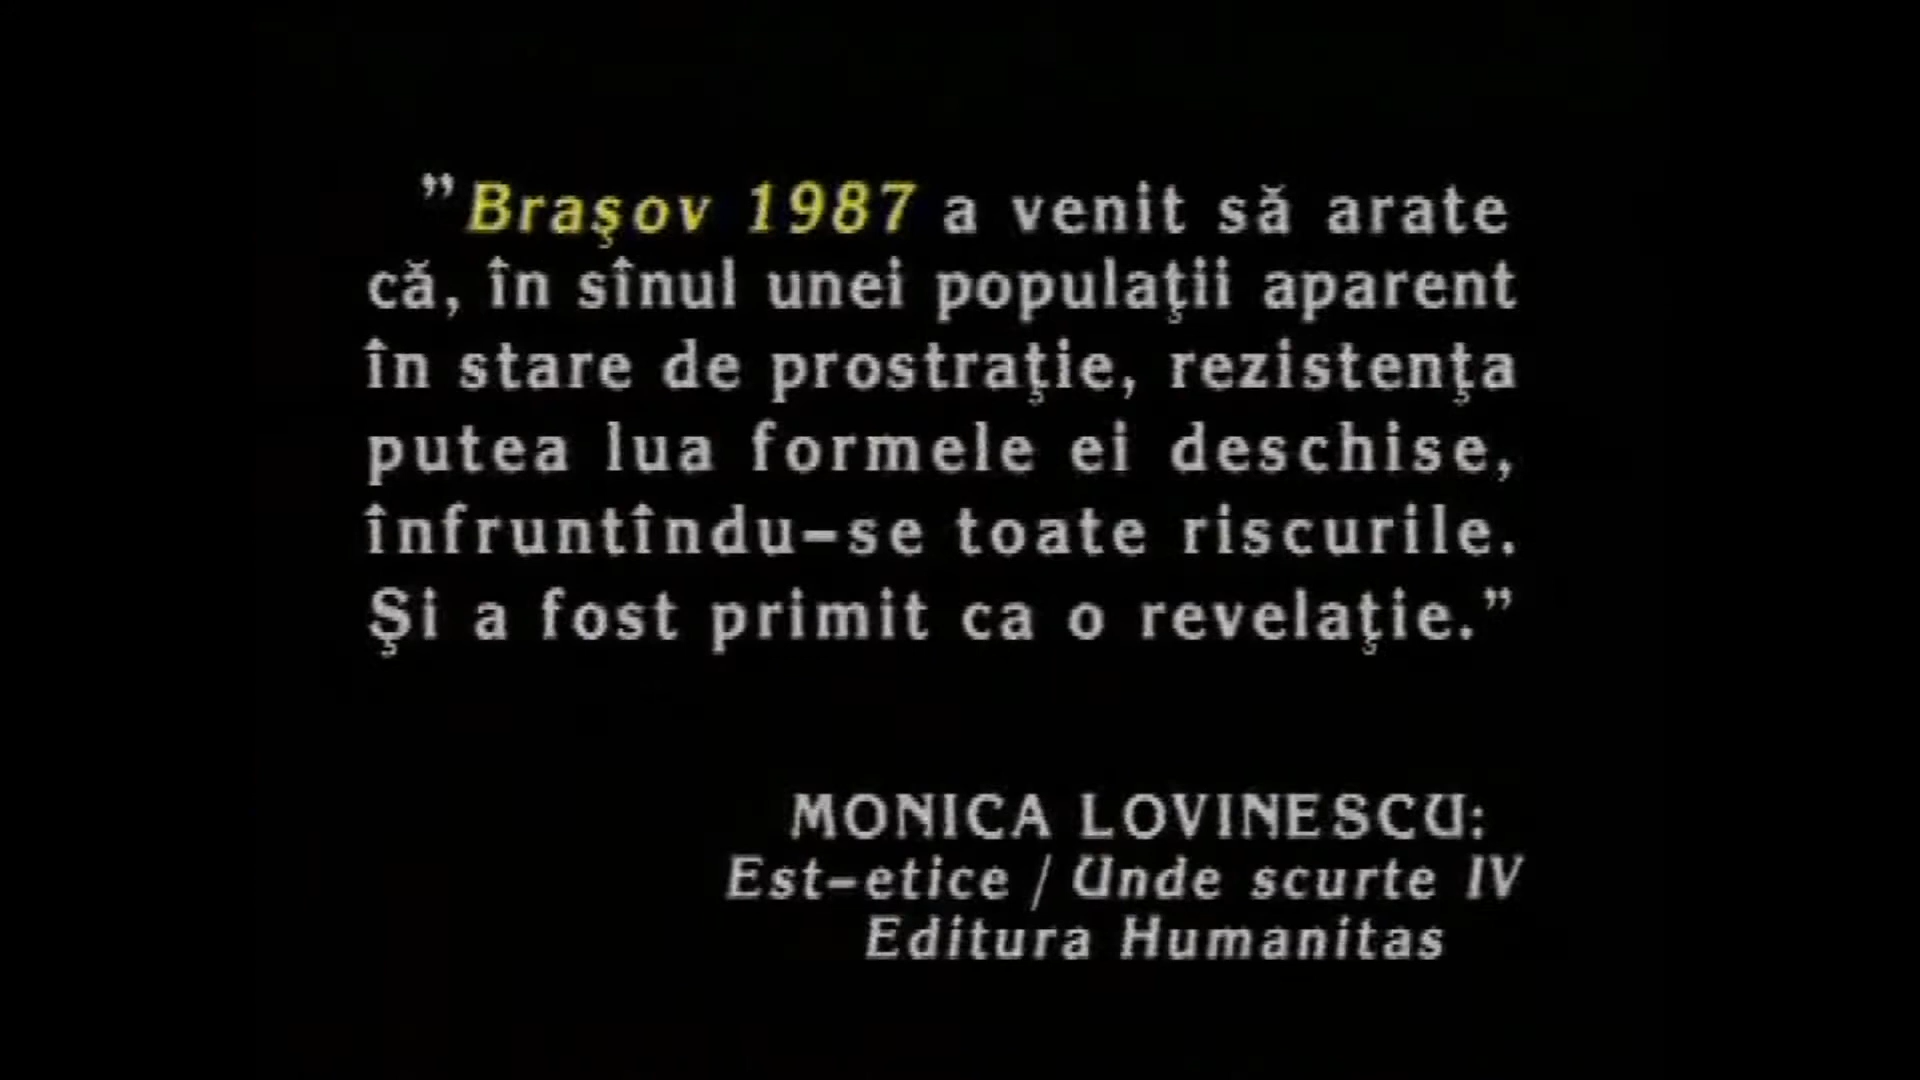 ”Braşov 1987 a venit să arate
că, în sînul unei populaţii aparent
în stare de prostraţie, rezistenţa
putea lua formele ei deschise,
înfruntîndu-se toate riscurile.
Şi a fost primit ca o revelaţie.”
MONICA LOVINESCU:
Est-etice / Unde scurte IV
Editura Humanitas